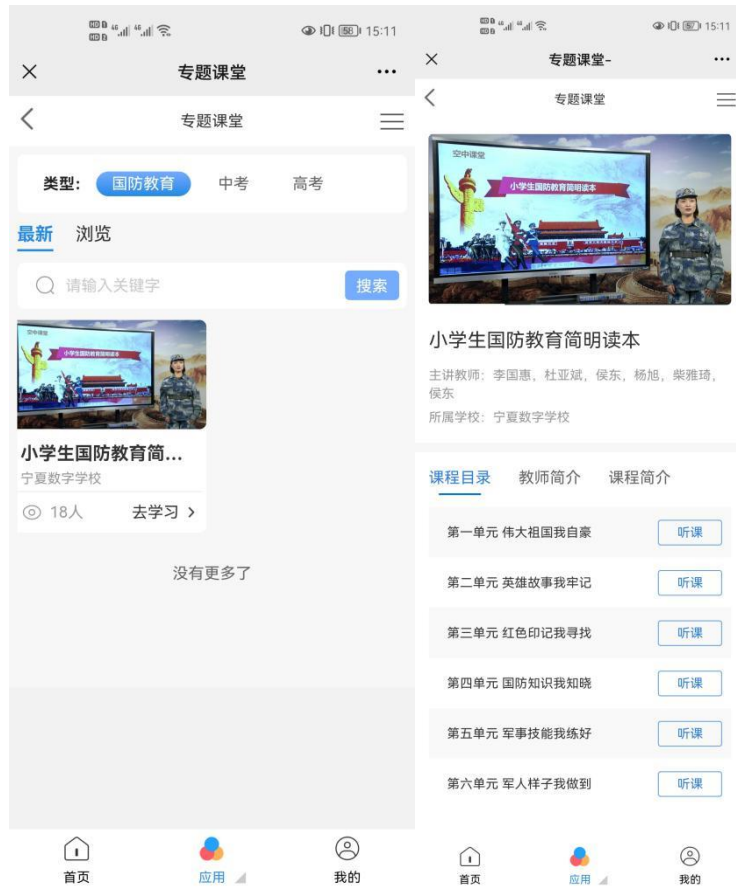 15:11
专题课堂
专题课堂
类型:
国防教育
中考
高考
最新
浏览
请输入关键字
搜索
空中课堂
小学生国防教育简明读本
小学生国防教育简...
宁夏数字学校
18人
去学习
没有更多了
首页
应用
我的
15:11
专题课堂-
专题课堂
空中课堂
小学生国防教育简明读本
小学生国防教育简明读本
主讲教师: 李国惠, 杜亚斌, 侯东, 杨旭, 柴雅琦,
侯东
所属学校: 宁夏数字学校
课程目录
教师简介
课程简介
第一单元 伟大祖国我自豪
听课
第二单元 英雄故事我牢记
听课
第三单元 红色印记我寻找
听课
第四单元 国防知识我知晓
听课
第五单元 军事技能我练好
听课
第六单元 军人样子我做到
听课
首页
应用
我的